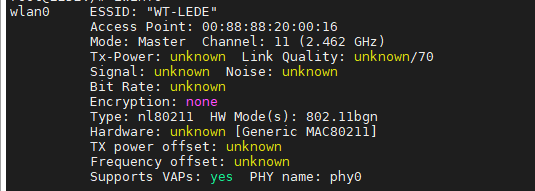 wlan0 ESSID: "WT-LEDE"
Access Point: 00:88:88:20:00:16
Mode: Master Channel: 11 (2.462 GHz)
Tx-Power: unknown Link Quality: unknown/70
Signal: unknown Noise: unknown
Bit Rate: unknown
Encryption: none
Type: nl80211 HW Mode(s): 802.11bgn
Hardware: unknown [Generic MAC80211]
TX power offset: unknown
Frequency offset: unknown
Supports VAPs: yes PHY name: phy0